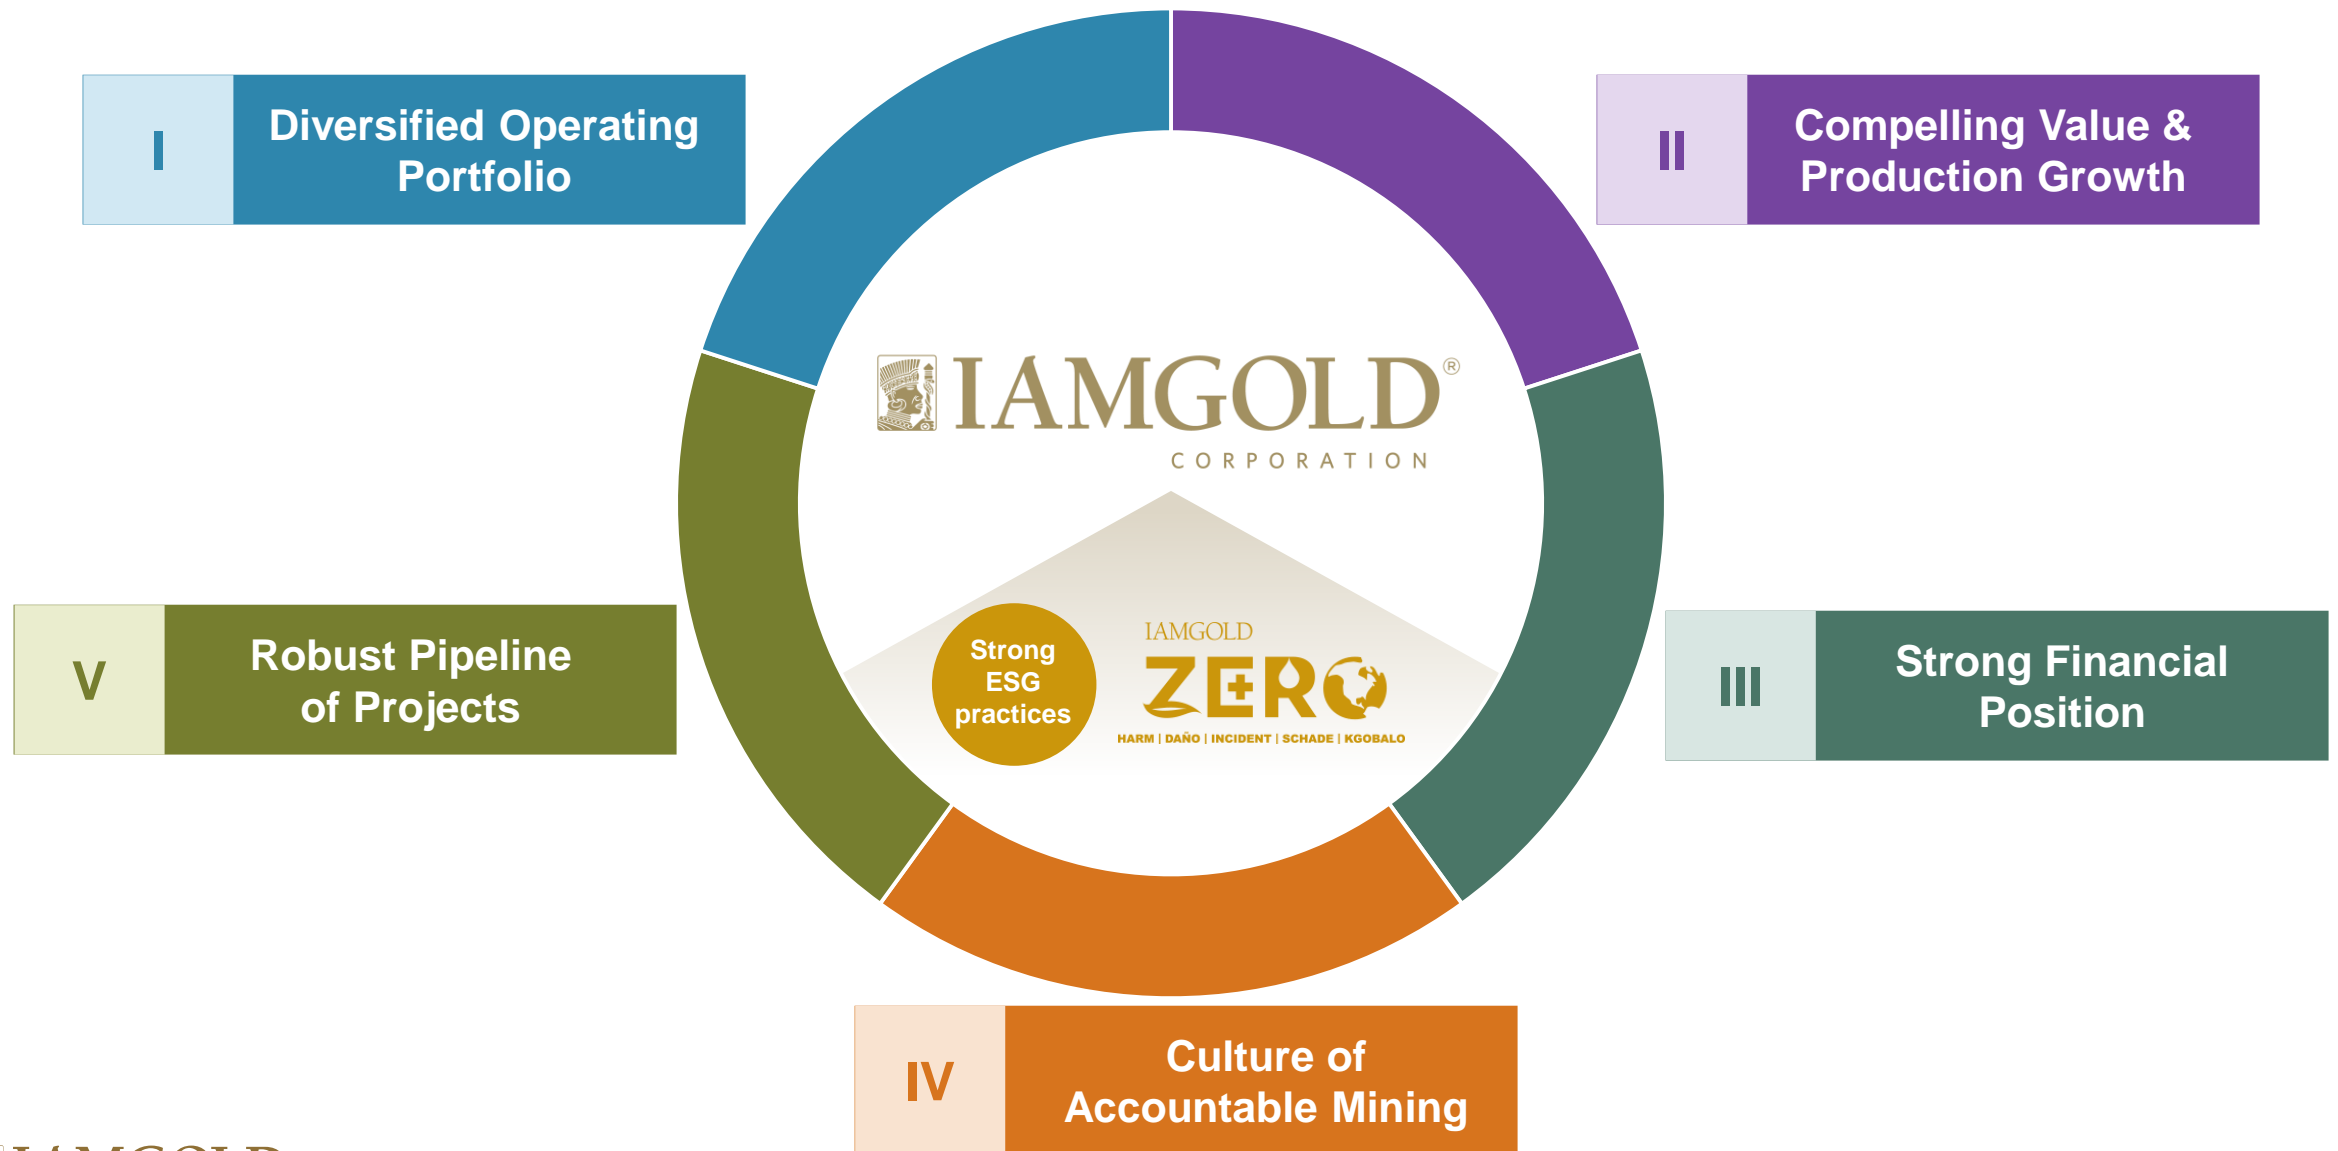 I
Diversified Operating
Portfolio
II
Compelling Value &
Production Growth
IAMGOLD®
CORPORATION
Strong
ESG
practices
IAMGOLD
ZERO
HARM | DAÑO | INCIDENT | SCHADE | KGOBALO
V
Robust Pipeline
of Projects
III
Strong Financial
Position
IV
Culture of
Accountable Mining
IAMGOLD